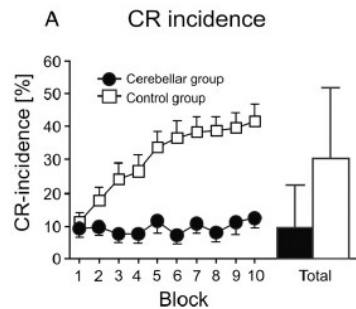 A CR incidence
60
50
40
30
20
10
0
CR-incidence [%]
Cerebellar group
Control group
1 2 3 4 5 6 7 8 9 10 Total
Block